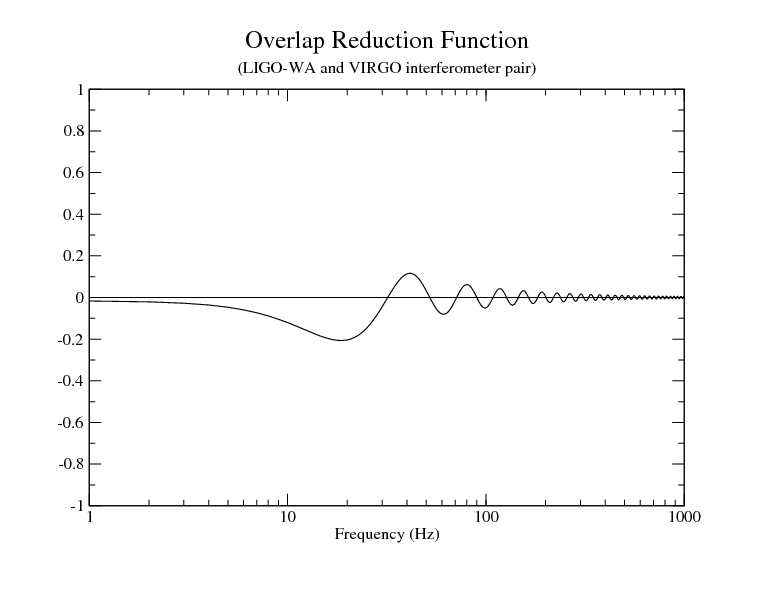 Overlap Reduction Function
(LIGO-WA and VIRGO interferometer pair)
1
0.8
0.6
0.4
0.2
0
-0.2
-0.4
-0.6
-0.8
-1
1 10 100 1000
Frequency (Hz)